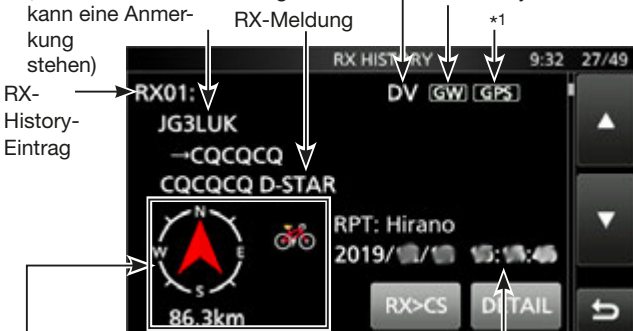 kann eine Anmer-
kung
stehen)
RX-Meldung
*1
RX-
History-
Eintrag
RX HISTORY 9:32 27/49
RX01: DV GW GPS
JG3LUK
→CQCQCQ
CQCQCQ D-STAR
N
W E
S
86.3km
RPT: Hirano
2019/
RX>CS DETAIL